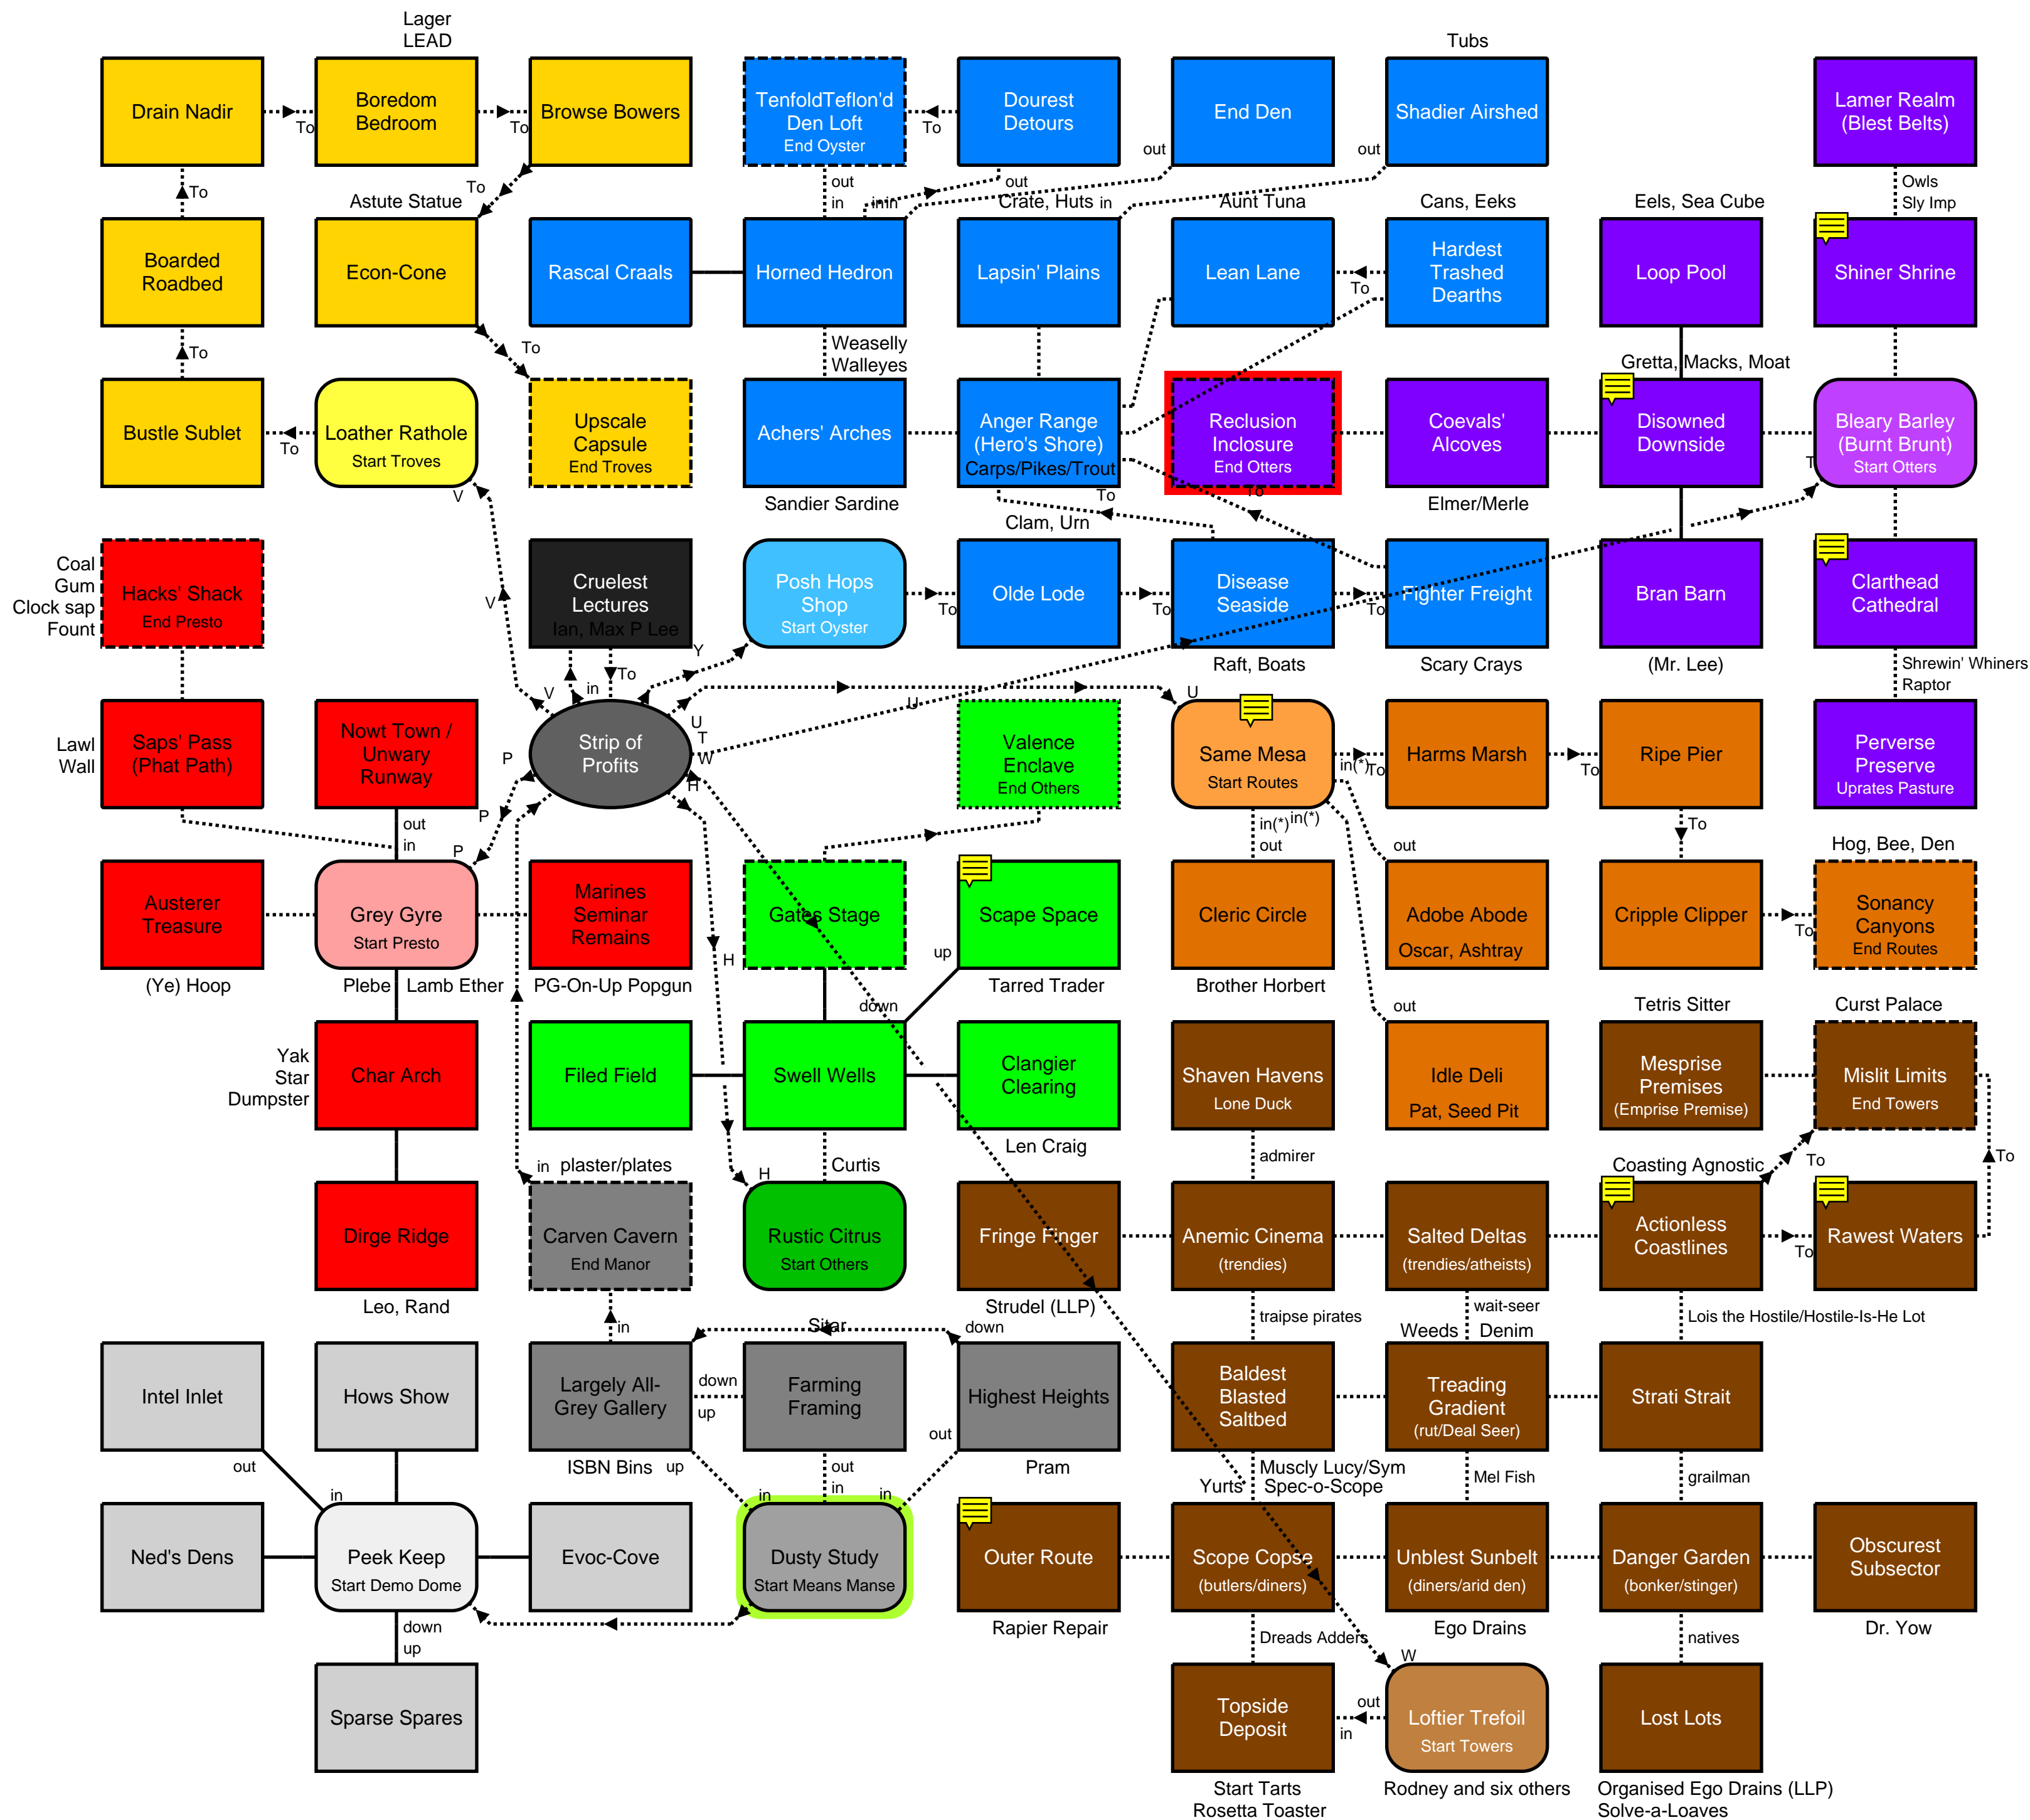 Lager
LEAD
Tubs
Drain Nadir
To
Boredom
Bedroom
To
Browse Bowers
TenfoldTeflon'd
Den Loft
End Oyster
To
Dourest
Detours
End Den
Shadier Airshed
Lamer Realm
(Blest Belts)
out
out
To
To
out
in
out
Owls
Sly Imp
Astute Statue
inin
Crate, Huts
in
Aunt Tuna
Cans, Eeks
Eels, Sea Cube
Boarded
Roadbed
Econ-Cone
Rascal Craals
Horned Hedron
Lapsin' Plains
Lean Lane
To
Hardest
Trashed
Dearths
Loop Pool
Shiner Shrine
To
To
Weaselly
Walleyes
Gretta, Macks, Moat
Bustle Sublet
To
Loather Rathole
Start Troves
Upscale
Capsule
End Troves
Achers' Arches
Anger Range
(Hero's Shore)
Carps/Pikes/Trout
Reclusion
Inclosure
End Otters
Coevals'
Alcoves
Disowned
Downside
T
Bleary Barley
(Burnt Brunt)
Start Otters
V
Sandier Sardine
To
To
Elmer/Merle
Clam, Urn
Coal
Gum
Clock sap
Fount
Hacks' Shack
End Presto
V
Cruelest
Lectures
Ian, Max P Lee
Posh Hops
Shop
Start Oyster
To
Olde Lode
To
Disease
Seaside
To
Fighter Freight
Bran Barn
Clarthead
Cathedral
Y
Raft, Boats
Scary Crays
(Mr. Lee)
Shrewin' Whiners
Raptor
To
V
in
U
U
U
T
W
H
Lawl
Wall
Saps' Pass
(Phat Path)
Nowt Town /
Unwary
Runway
P
Strip of
Profits
Valence
Enclave
End Others
Same Mesa
Start Routes
in(*)
To
Harms Marsh
To
Ripe Pier
Perverse
Preserve
Uprates Pasture
out
in
P
P
in(*)
in(*)
out
out
To
Hog, Bee, Den
Austerer
Treasure
Grey Gyre
Start Presto
Marines
Seminar
Remains
Gates Stage
Scape Space
Cleric Circle
Adobe Abode
Oscar, Ashtray
Cripple Clipper
To
Sonancy
Canyons
End Routes
H
up
(Ye) Hoop
Plebe
Lamb Ether
PG-On-Up Popgun
Tarred Trader
Brother Horbert
down
out
Tetris Sitter
Curst Palace
Yak
Star
Dumpster
Char Arch
Filed Field
Swell Wells
Clangier
Clearing
Shaven Havens
Lone Duck
Idle Deli
Pat, Seed Pit
Mesprise
Premises
(Emprise Premise)
Mislit Limits
End Towers
Len Craig
admirer
in
plaster/plates
Curtis
H
Coasting Agnostic
To
To
Dirge Ridge
Carven Cavern
End Manor
Rustic Citrus
Start Others
Fringe Finger
Anemic Cinema
(trendies)
Salted Deltas
(trendies/atheists)
Actionless
Coastlines
To
Rawest Waters
Leo, Rand
in
Sitar
Strudel (LLP)
down
traipse pirates
wait-seer
Weeds
Denim
Lois the Hostile/Hostile-Is-He Lot
Intel Inlet
Hows Show
Largely All-
Grey Gallery
down
up
Farming
Framing
Highest Heights
Baldest
Blasted
Saltbed
Treading
Gradient
(rut/Deal Seer)
Strati Strait
out
out
in
ISBN Bins
up
in
out
in
in
Pram
Muscly Lucy/Sym
Yurts
Spec-o-Scope
Mel Fish
grailman
Ned's Dens
Peek Keep
Start Demo Dome
Evoc-Cove
Dusty Study
Start Means Manse
Outer Route
Scope Copse
(butlers/diners)
Unblest Sunbelt
(diners/arid den)
Danger Garden
(bonker/stinger)
Obscurest
Subsector
down
up
Rapier Repair
Dreads Adders
W
Ego Drains
natives
Dr. Yow
Sparse Spares
Topside
Deposit
out
in
Loftier Trefoil
Start Towers
Lost Lots
Start Tarts
Rosetta Toaster
Rodney and six others
Organised Ego Drains (LLP)
Solve-a-Loaves